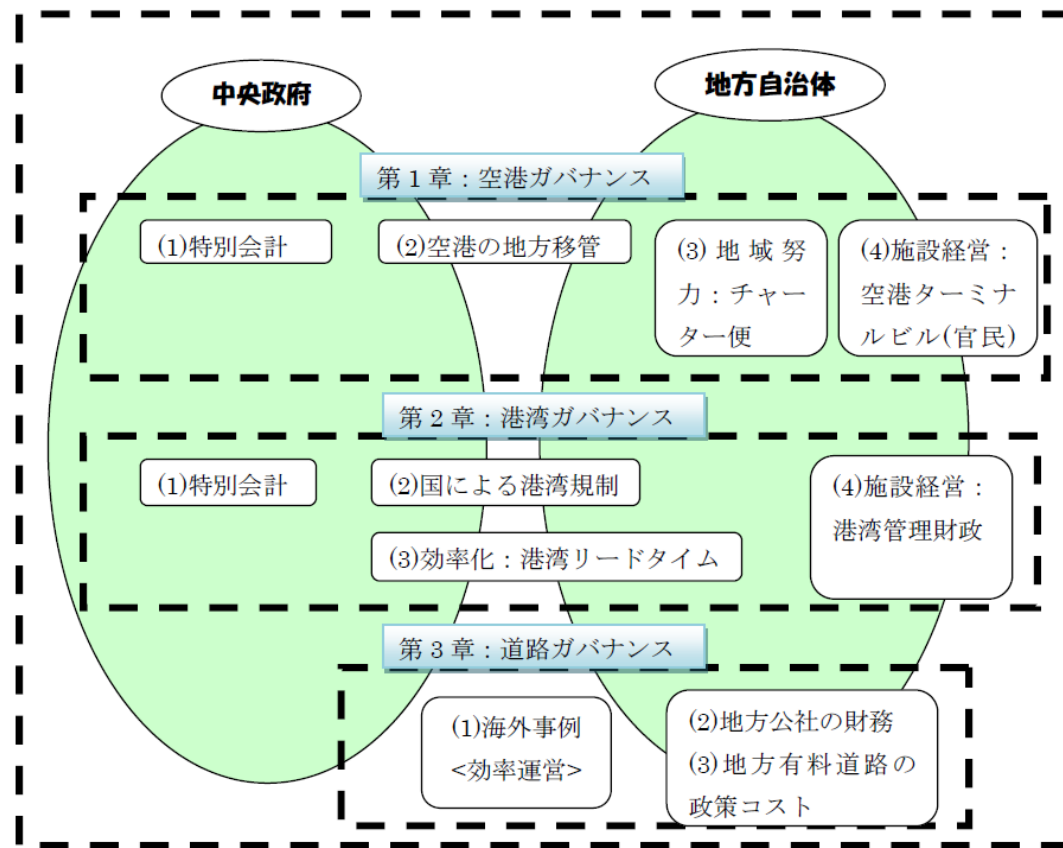 中央政府
地方自治体
第1章：空港ガバナンス
(1)特別会計
(2)空港の地方移管
(3)地域努
力：チャー
ター便
(4)施設経営：
空港ターミナ
ルビル(官民)
第2章：港湾ガバナンス
(1)特別会計
(2)国による港湾規制
(3)効率化：港湾リードタイム
(4)施設経営：
港湾管理財政
第3章：道路ガバナンス
(1)海外事例
<効率運営>
(2)地方公社の財務
(3)地方有料道路の
政策コスト